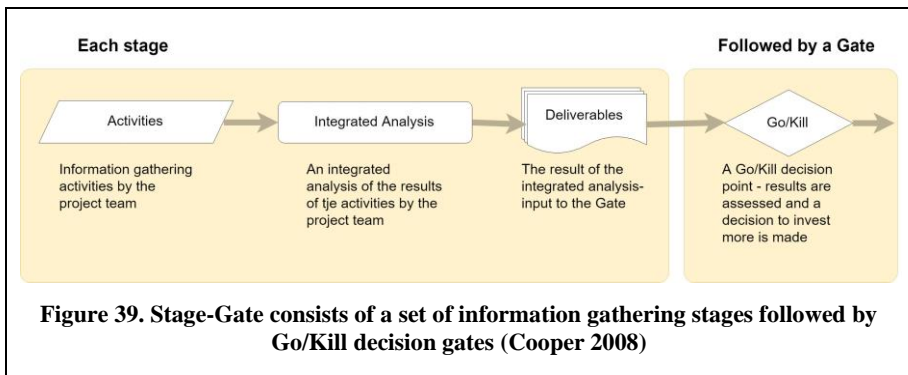 Each stage
Followed by a Gate
Activities
Integrated Analysis
Deliverables
Go/Kill
Information gathering
activities by the
project team
An integrated
analysis of the results
of tje activities by the
project team
The result of the
integrated analysis-
input to the Gate
A Go/Kill decision
point - results are
assessed and a
decision to invest
more is made
Figure 39. Stage-Gate consists of a set of information gathering stages followed by
Go/Kill decision gates (Cooper 2008)